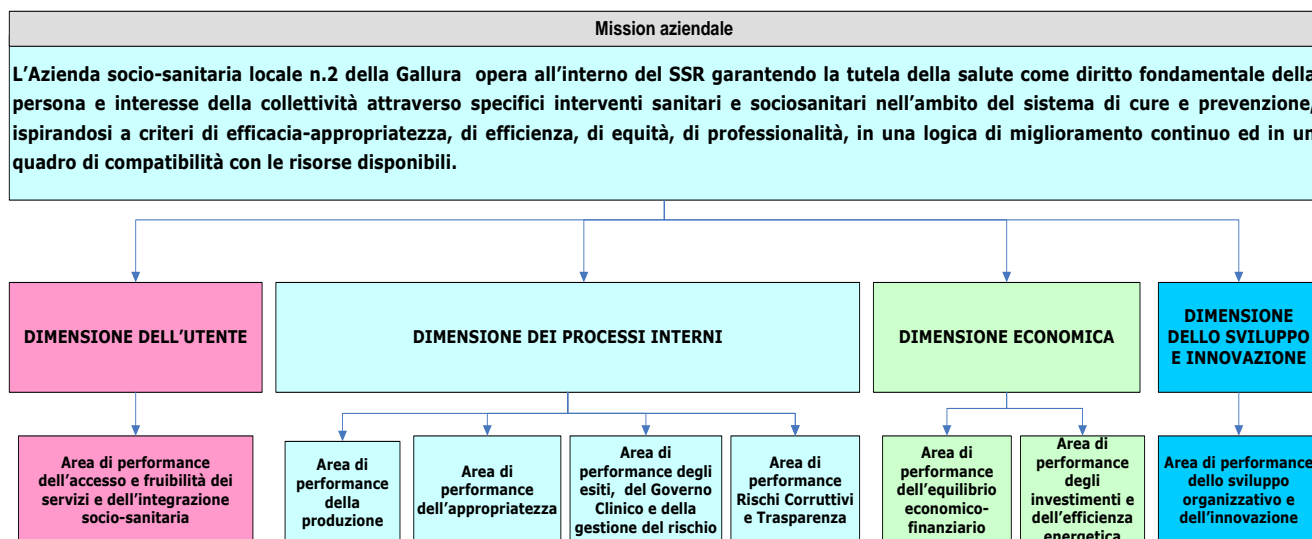 Mission aziendale
L'Azienda socio-sanitaria locale n.2 della Gallura opera all'interno del SSR garantendo la tutela della salute come diritto fondamentale della
persona e interesse della collettività attraverso specifici interventi sanitari e sociosanitari nell'ambito del sistema di cure e prevenzione,
ispirandosi a criteri di efficacia-appropriatezza, di efficienza, di equità, di professionalità, in una logica di miglioramento continuo ed in un
quadro di compatibilità con le risorse disponibili.
DIMENSIONE DELL'UTENTE
DIMENSIONE DEI PROCESSI INTERNI
DIMENSIONE ECONOMICA
DIMENSIONE
DELLO SVILUPPO
E INNOVAZIONE
Area di performance
dell'accesso e fruibilità dei
servizi e dell'integrazione
socio-sanitaria
Area di
performance
della
produzione
Area di
performance
dell'appropriatezza
Area di
performance degli
esiti, del Governo
Clinico e della
gestione del rischio
Area di
performance
Rischi Corruttivi
e Trasparenza
Area di
performance
dell'equilibrio
economico-
finanziario
Area di
performance
degli
investimenti e
dell'efficienza
energetica
Area di performance
dello sviluppo
organizzativo e
dell'innovazione